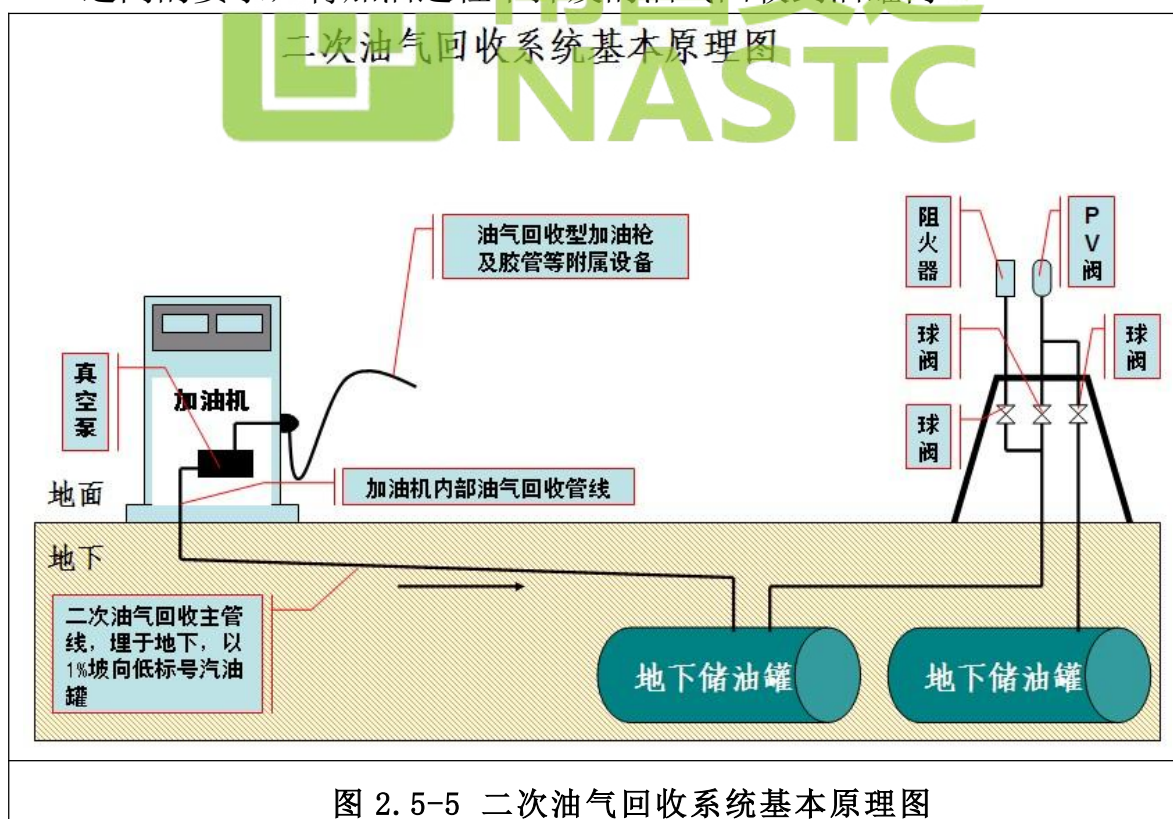 二次油气回收系统基本原理图
NASTC
阻
火
器
P
V
阀
油气回收型加油枪
及胶管等附属设备
球
阀
球
阀
真
空
泵
加油机
球
阀
加油机内部油气回收管线
地面
地下
二次油气回收主管
线，埋于地下，以
1%坡向低标号汽油
罐
地下储油罐
地下储油罐
图 2.5-5 二次油气回收系统基本原理图